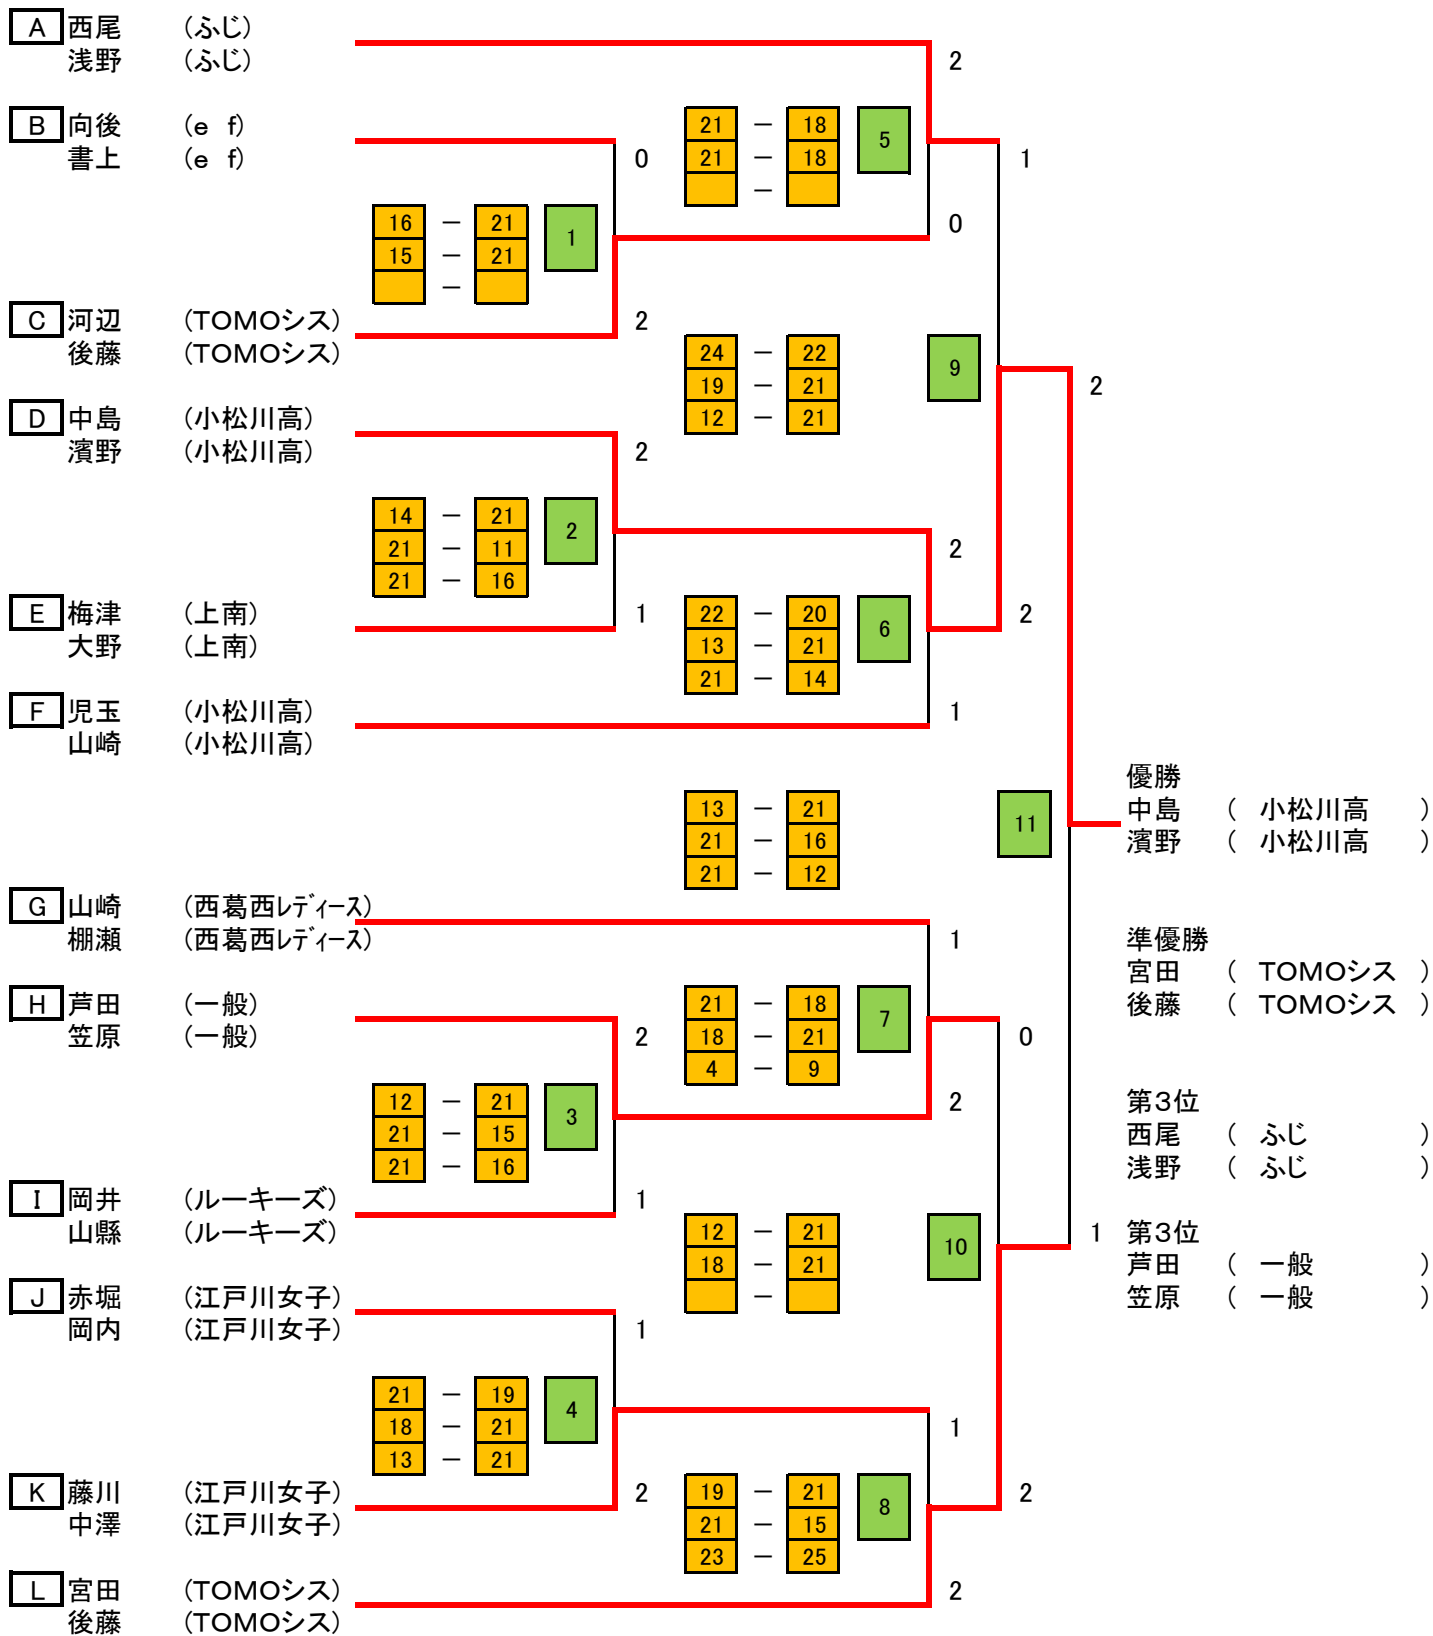 A 西尾 (ふじ)
浅野 (ふじ)
2
B 向後 (e f)
21 － 18 5
書上 (e f)
0
21 － 18
1
－
16 － 21 1
0
15 － 21
－
C 河辺 (TOMOシス)
2
後藤 (TOMOシス)
24 － 22 9
19 － 21
2
12 － 21
D 中島 (小松川高)
濱野 (小松川高)
2
14 － 21 2
21 － 11
2
21 － 16
E 梅津 (上南)
1
22 － 20 6
2
大野 (上南)
13 － 21
21 － 14
F 児玉 (小松川高)
1
山崎 (小松川高)
優勝
13 － 21 11
中島 ( 小松川高 )
21 － 16
濱野 ( 小松川高 )
21 － 12
G 山崎 (西葛西レディース)
棚瀬 (西葛西レディース)
1
準優勝
宮田 ( TOMOシス )
H 芦田 (一般)
21 － 18 7
後藤 ( TOMOシス )
笠原 (一般)
2
18 － 21
0
4 － 9
12 － 21 3
2
第3位
21 － 15
西尾 ( ふじ )
21 － 16
浅野 ( ふじ )
I 岡井 (ルーキーズ)
1
山縣 (ルーキーズ)
12 － 21 10
1
第3位
18 － 21
芦田 ( 一般 )
J 赤堀 (江戸川女子)
－
笠原 ( 一般 )
岡内 (江戸川女子)
1
21 － 19 4
18 － 21
1
13 － 21
K 藤川 (江戸川女子)
2
19 － 21 8
2
中澤 (江戸川女子)
21 － 15
23 － 25
L 宮田 (TOMOシス)
2
後藤 (TOMOシス)